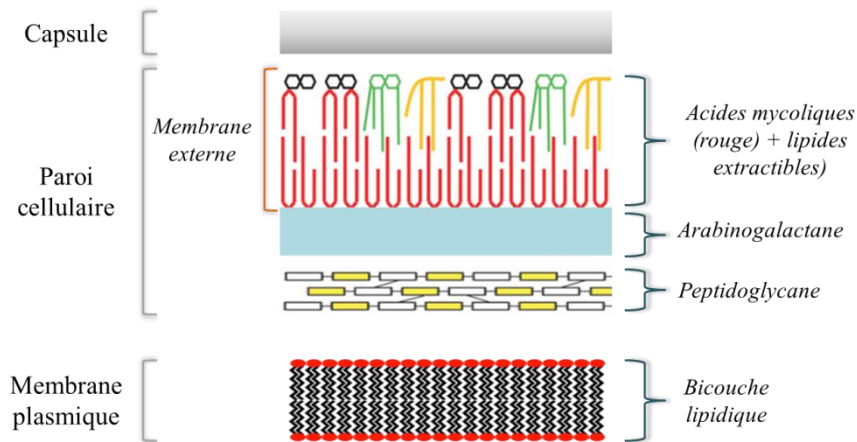 Capsule
Paroi
cellulaire
Membrane
externe
Acides mycoliques
(rouge) + lipides
extractibles)
Arabinogalactane
Peptidoglycane
Membrane
plasmique
Bicouche
lipidique